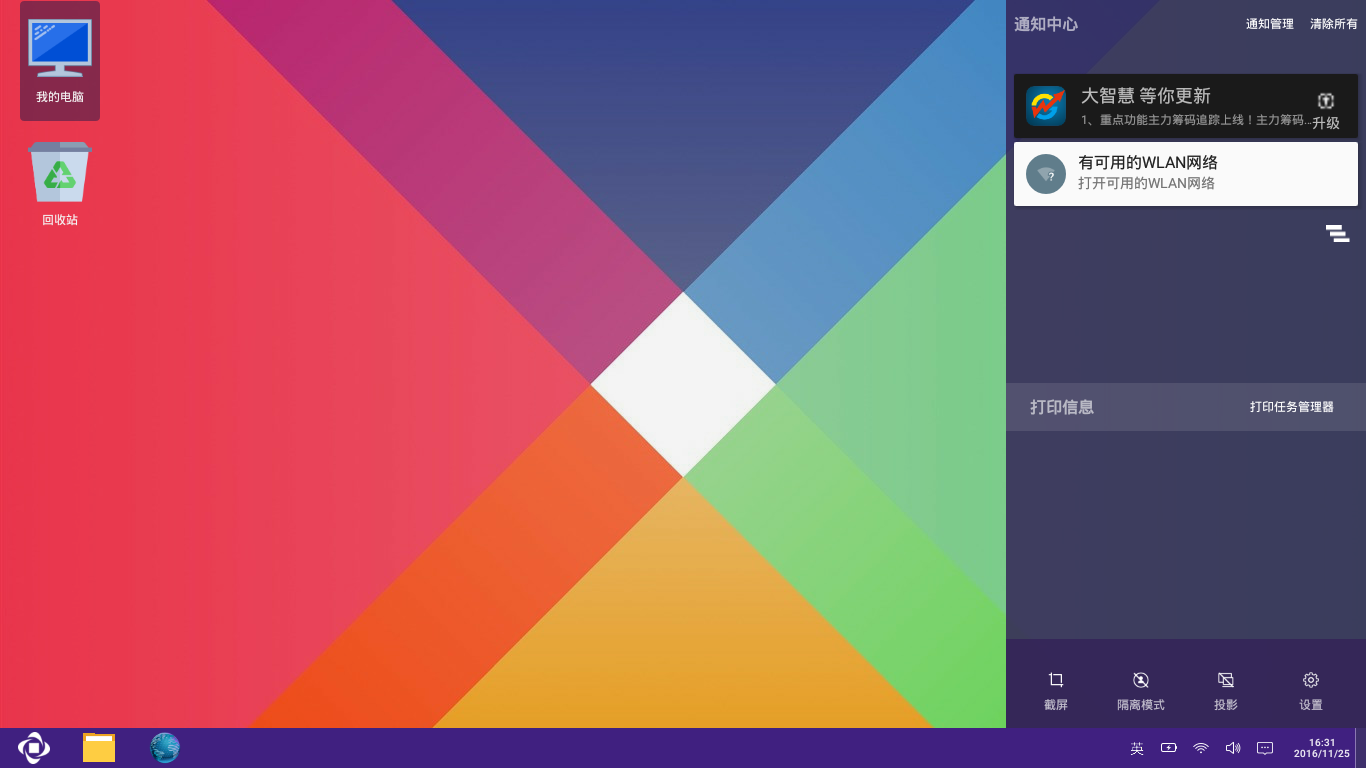 我的电脑
回收站
通知中心
通知管理
清除所有
大智慧 等你更新
1、重点功能主力筹码追踪上线！主力筹码...
升级
有可用的WLAN网络
打开可用的WLAN网络
打印信息
打印任务管理器
截屏
隔离模式
投影
设置
英
16:31
2016/11/25